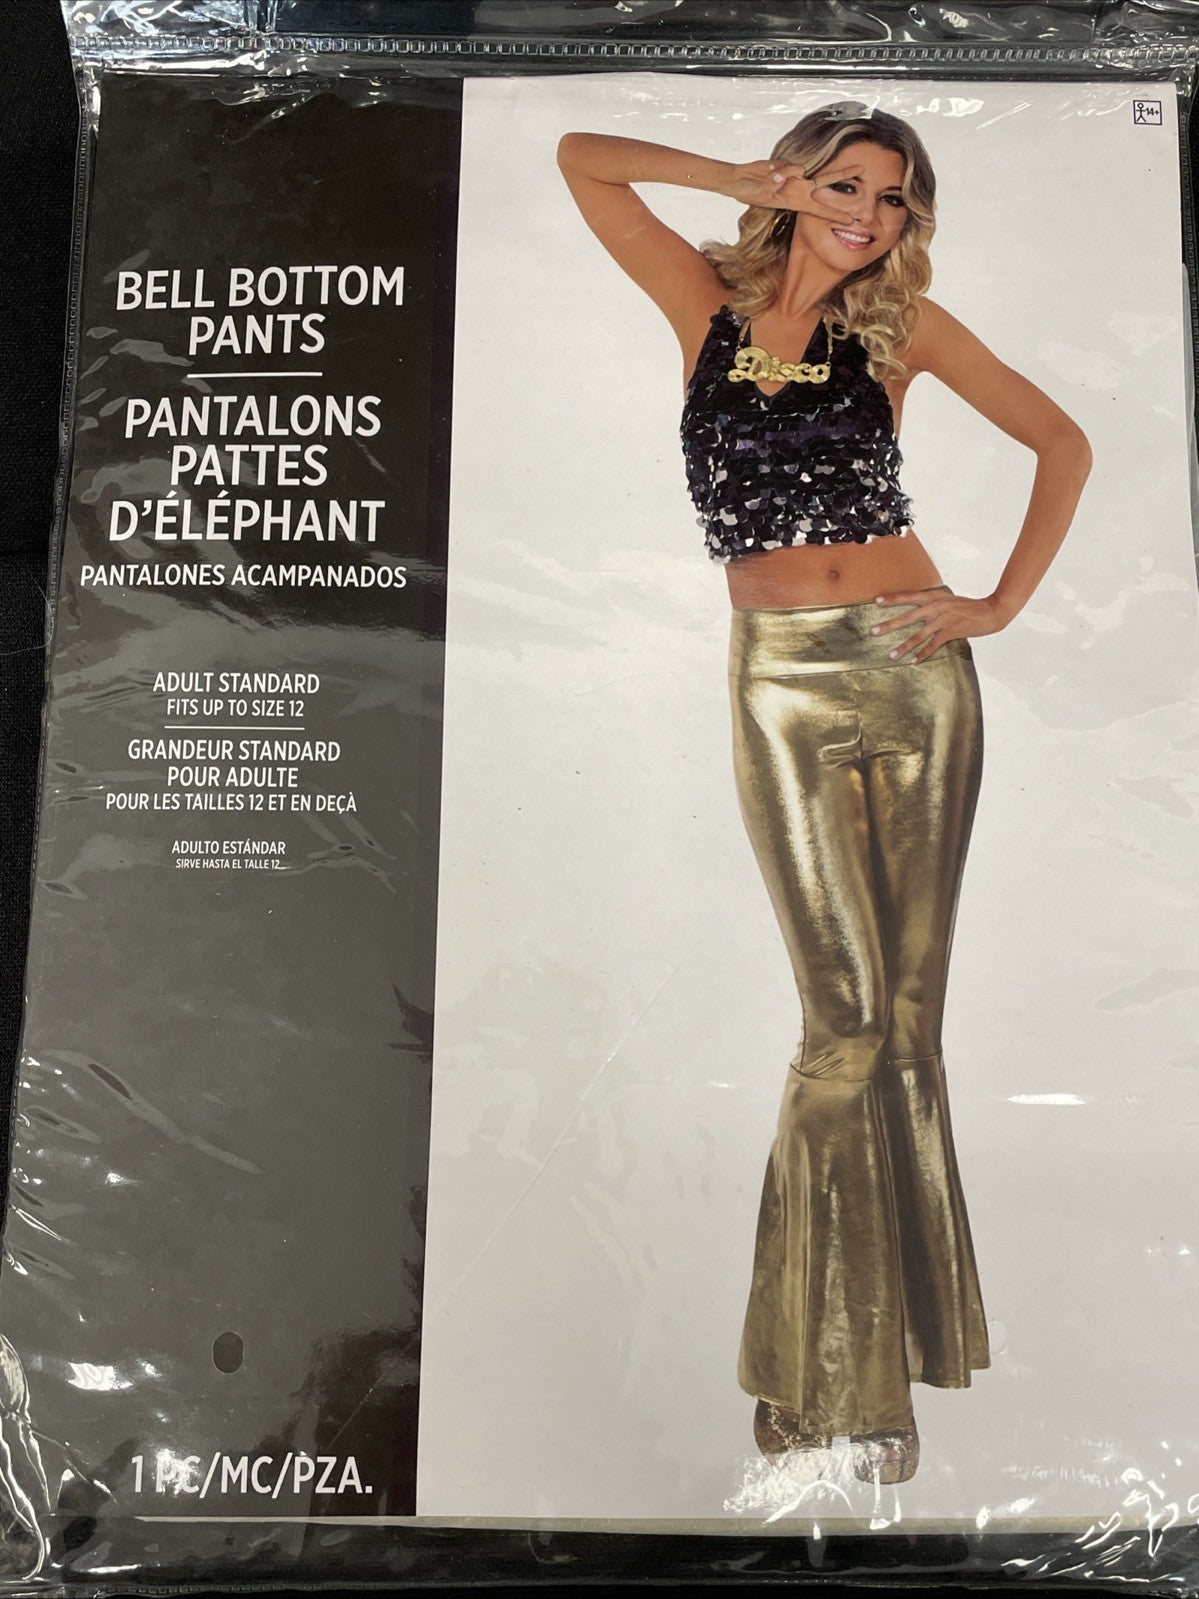 14+
BELL BOTTOM
PANTS
PANTALONS
PATTES
D'ÉLÉPHANT
PANTALONES ACAMPANADOS
Disco
ADULT STANDARD
FITS UP TO SIZE 12
GRANDEUR STANDARD
POUR ADULTE
POUR LES TAILLES 12 ET EN DEÇÀ
ADULTO ESTÁNDAR
SIRVE HASTA EL TALLE 12
1 PC/MC/PZA.